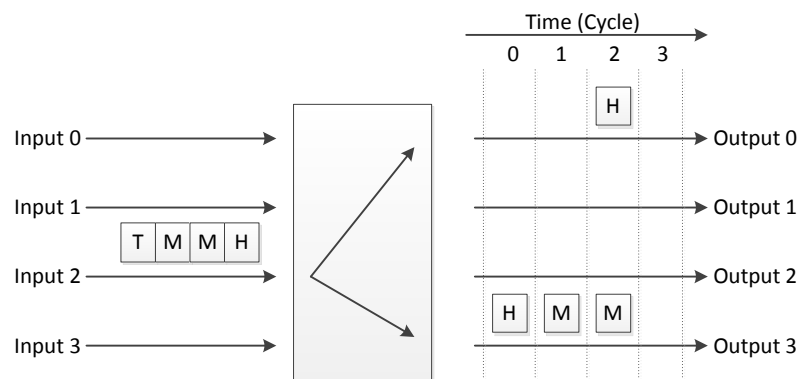 Time (Cycle)
0 1 2 3
H
Input 0
Output 0
Input 1
Output 1
T M M H
Input 2
Output 2
H M M
Input 3
Output 3